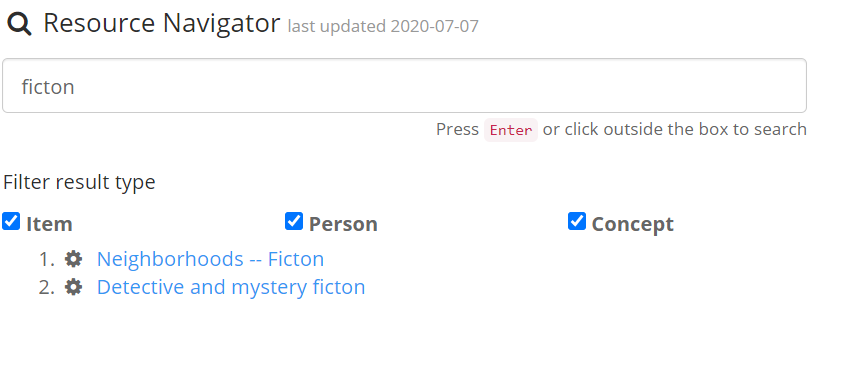 Resource Navigator last updated 2020-07-07
ficton
Press Enter or click outside the box to search
Filter result type
Item Person Concept
1. Neighborhoods -- Ficton
2. Detective and mystery ficton